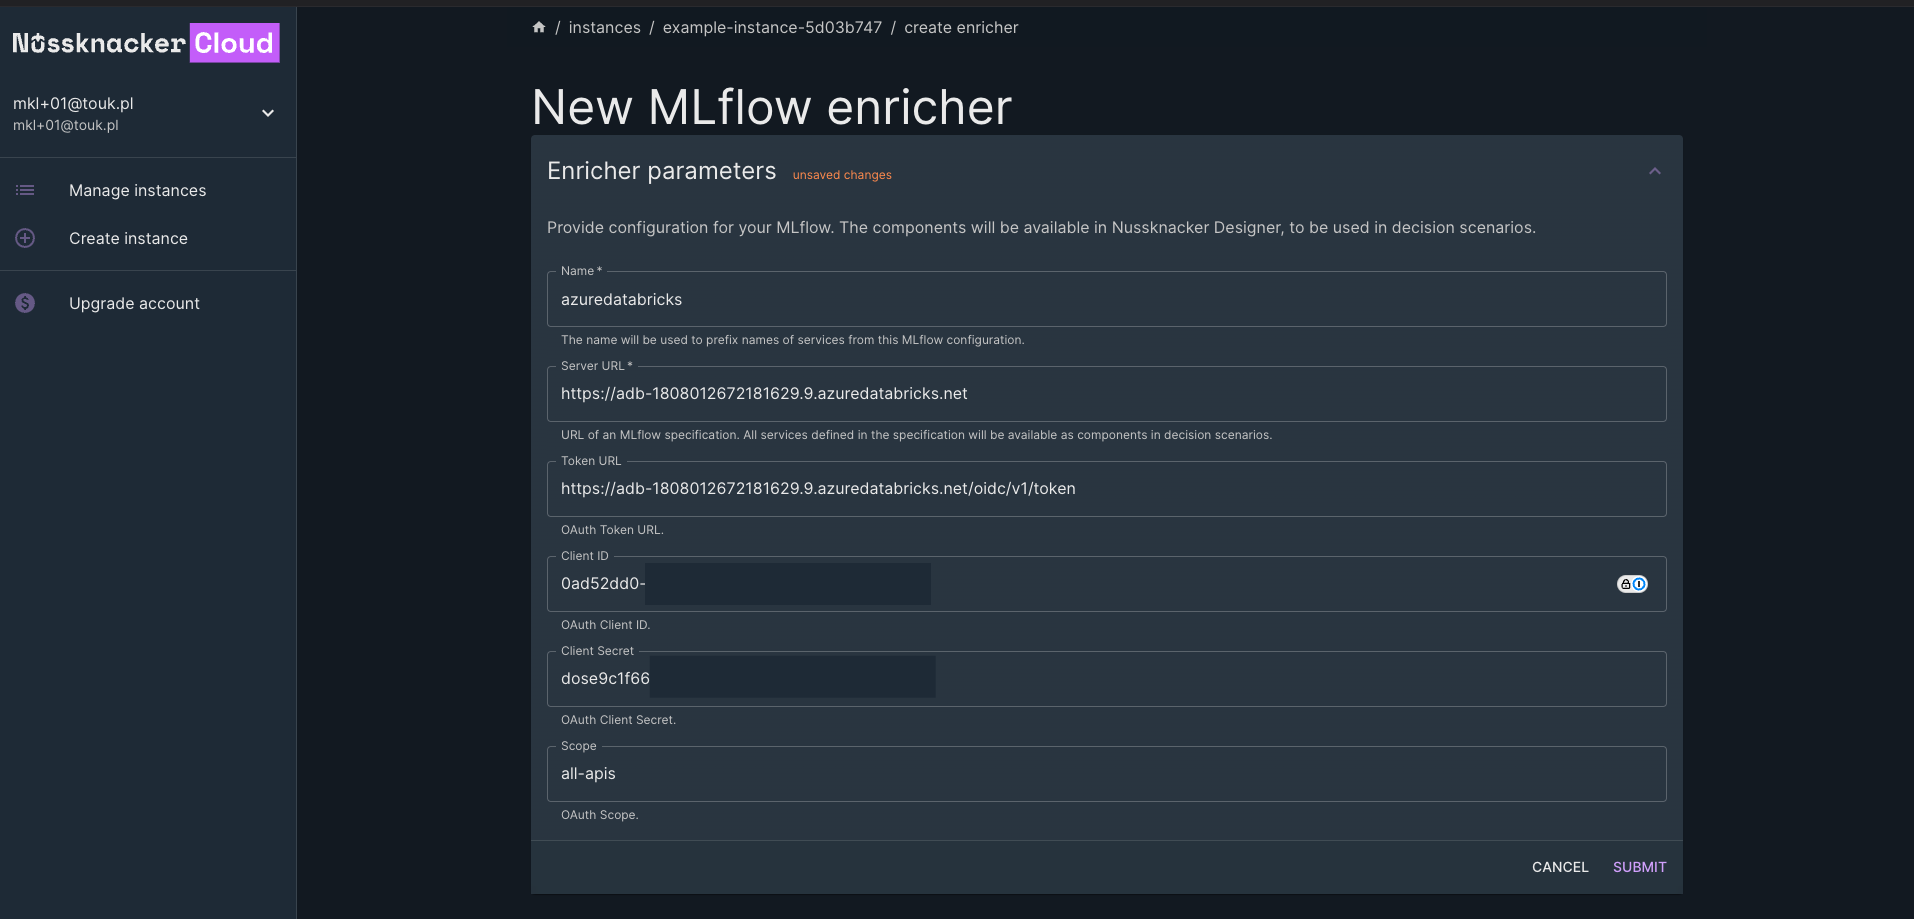 Nussknacker Cloud
mkl+01@touk.pl
mkl+01@touk.pl
Manage instances
Create instance
Upgrade account
/ instances / example-instance-5d03b747 / create enricher
New MLflow enricher
Enricher parameters unsaved changes
Provide configuration for your MLflow. The components will be available in Nussknacker Designer, to be used in decision scenarios.
Name *
azuredatabricks
The name will be used to prefix names of services from this MLflow configuration.
Server URL *
https://adb-1808012672181629.9.azuredatabricks.net
URL of an MLflow specification. All services defined in the specification will be available as components in decision scenarios.
Token URL
https://adb-1808012672181629.9.azuredatabricks.net/oidc/v1/token
OAuth Token URL.
Client ID
0ad52dd0-
OAuth Client ID.
Client Secret
dose9c1f66
OAuth Client Secret.
Scope
all-apis
OAuth Scope.
CANCEL SUBMIT